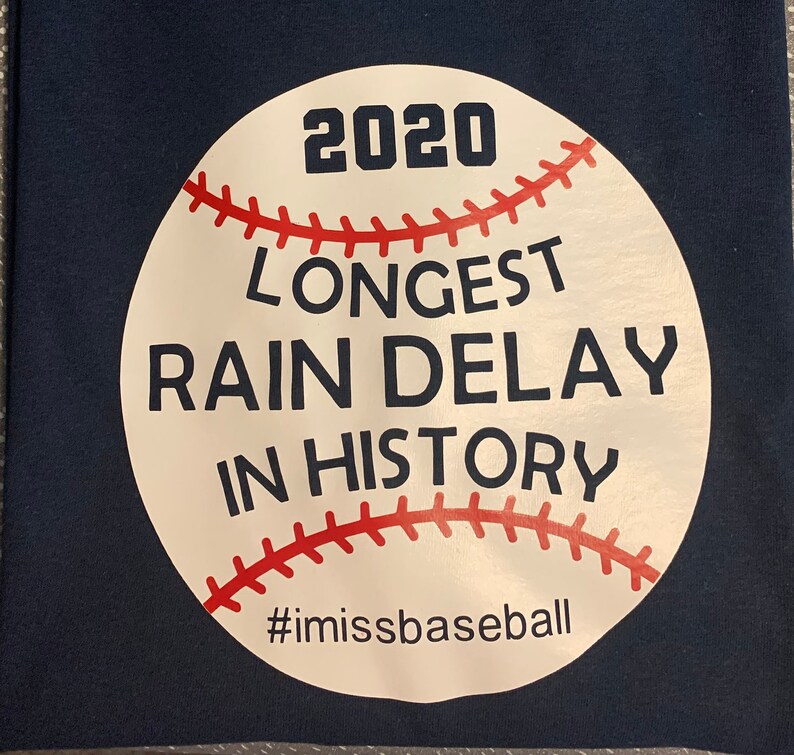 2020
LONGEST
RAIN DELAY
IN HISTORY
#imissbaseball